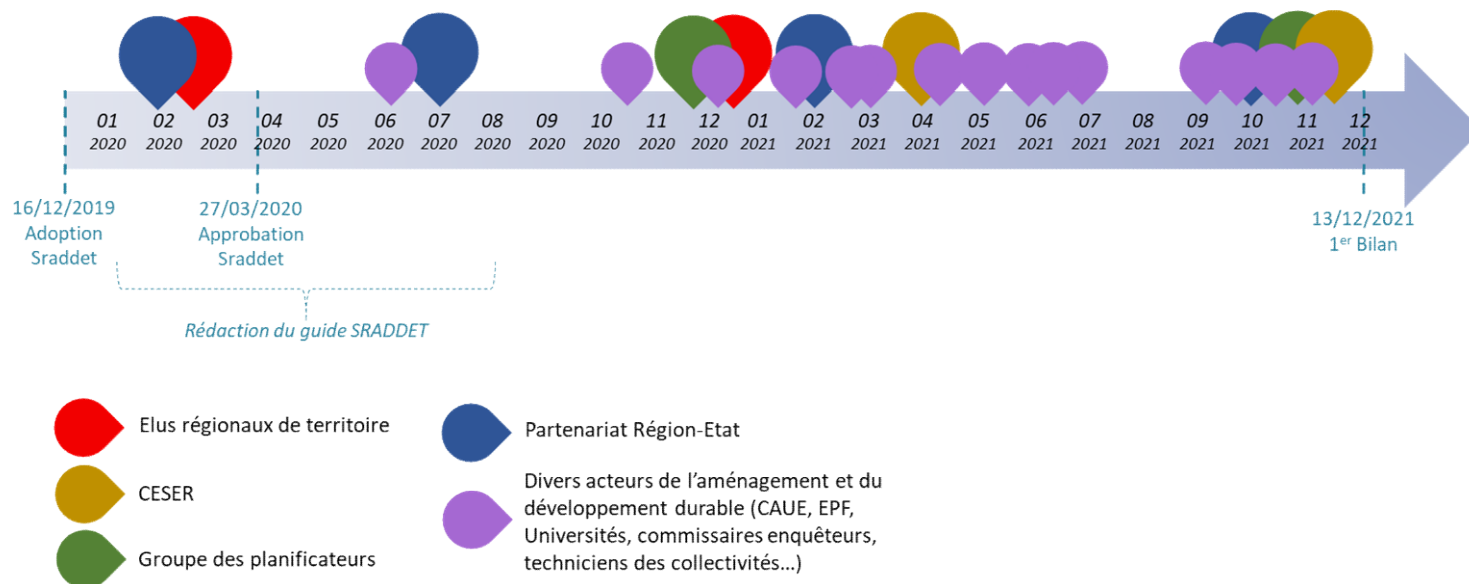 01 02 03 04 05 06 07 08 09 10 11 12 01 02 03 04 05 06 07 08 09 10 11 12
2020 2020 2020 2020 2020 2020 2020 2020 2020 2020 2020 2020 2021 2021 2021 2021 2021 2021 2021 2021 2021 2021 2021 2021
16/12/2019
Adoption
Sraddet
27/03/2020
Approbation
Sraddet
13/12/2021
1er Bilan
Rédaction du guide SRADDET
Elus régionaux de territoire
CESER
Groupe des planificateurs
Partenariat Région-Etat
Divers acteurs de l’aménagement et du
développement durable (CAUE, EPF,
Universités, commissaires enquêteurs,
techniciens des collectivités...)